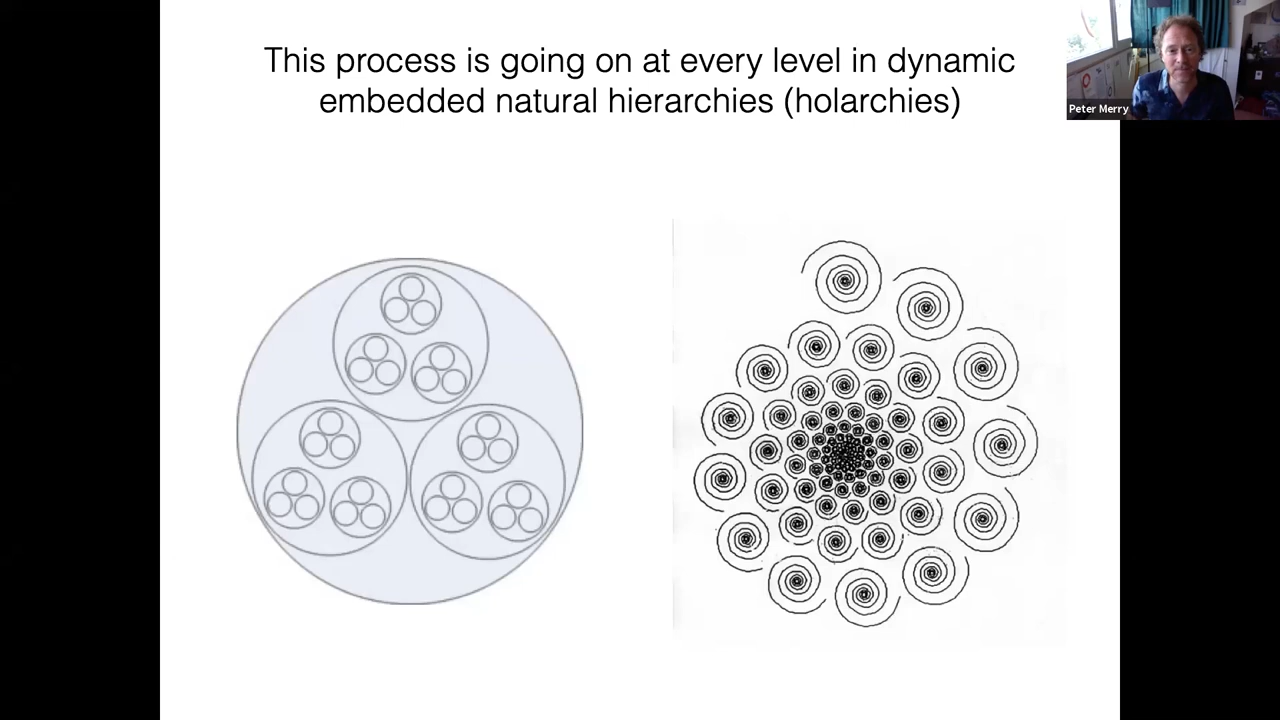 This process is going on at every level in dynamic
embedded natural hierarchies (holarchies)
Peter Merry